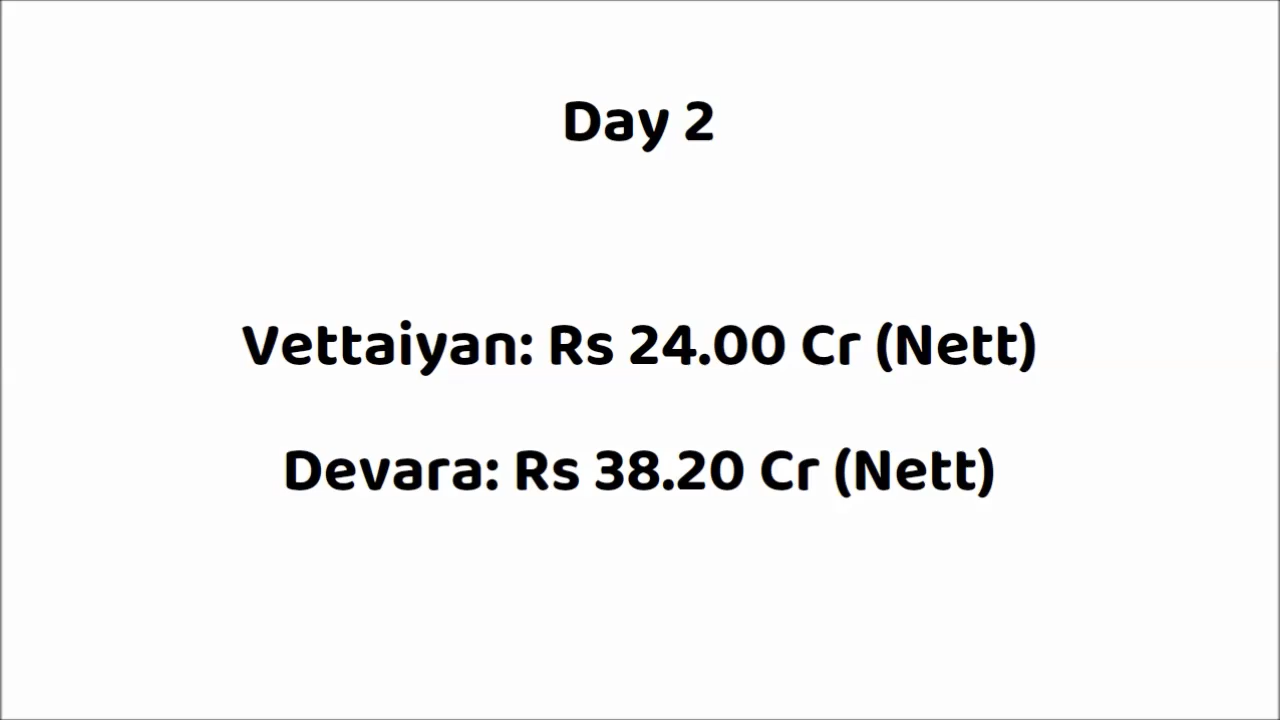 Day 2
Vettaiyan: Rs 24.00 Cr (Nett)
Devara: Rs 38.20 Cr (Nett)